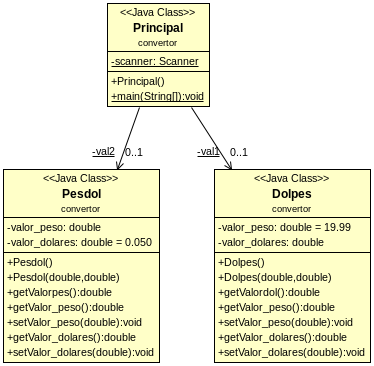 <<Java Class>>
Principal
convertor
-scanner: Scanner
+Principal()
+main(String[]):void
-val2 0..1
-val1 0..1
<<Java Class>>
Pesdol
convertor
-valor_peso: double
-valor_dolares: double = 0.050
+Pesdol()
+Pesdol(double,double)
+getValorpes():double
+getValor_peso():double
+setValor_peso(double):void
+getValor_dolares():double
+setValor_dolares(double):void
<<Java Class>>
Dolpes
convertor
-valor_peso: double = 19.99
-valor_dolares: double
+Dolpes()
+Dolpes(double,double)
+getValordol():double
+getValor_peso():double
+setValor_peso(double):void
+getValor_dolares():double
+setValor_dolares(double):void